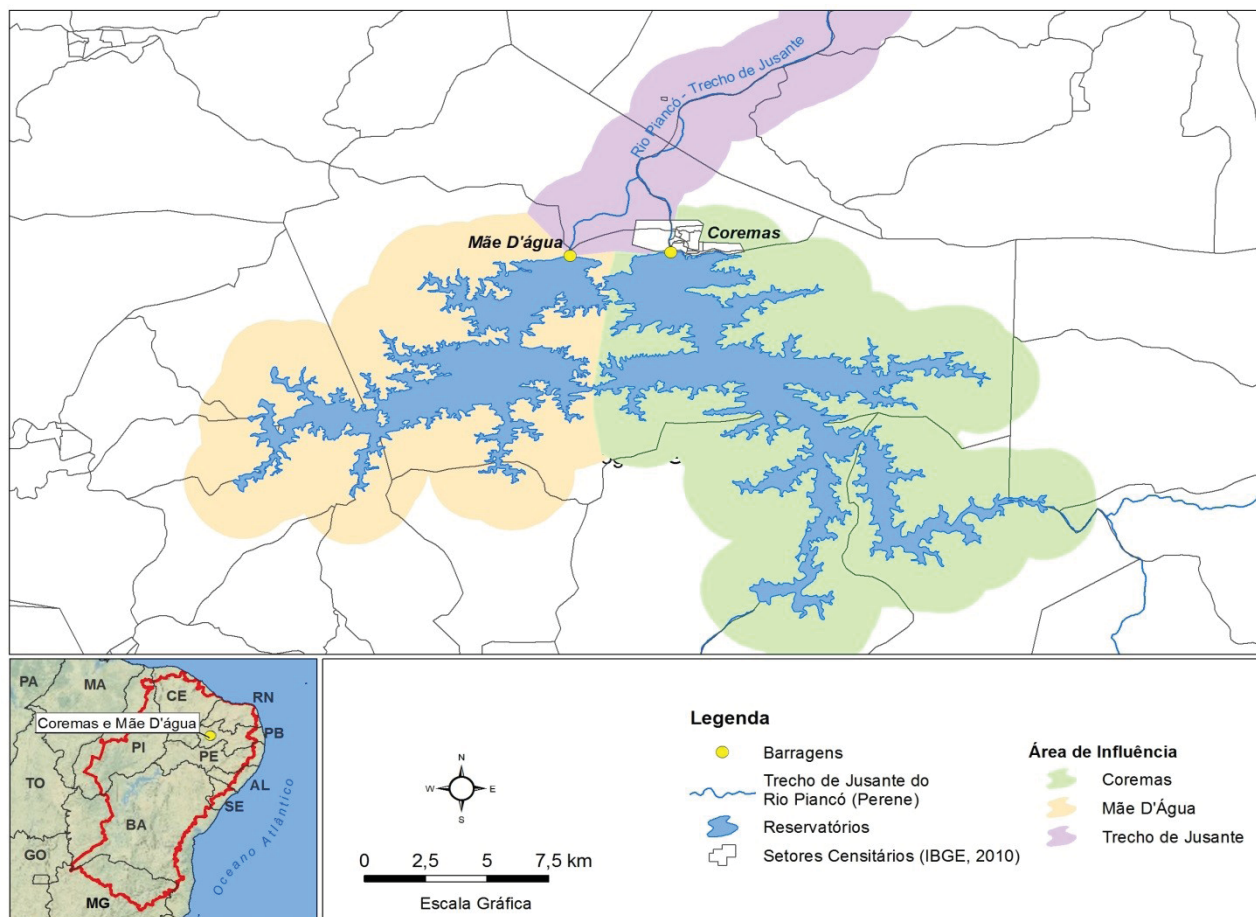 Rio Piancó - Trecho de Jusante
Mãe D'água
Coremas
PA
MA
CE
RN
Coremas e Mãe D'água
PB
PI
PE
TO
AL
SE
BA
GO
Oceano Atlântico
MG
N
W
E
S
0 2,5 5 7,5 km
Escala Gráfica
Legenda
Barragens
Trecho de Jusante do
Rio Piancó (Perene)
Reservatórios
Setores Censitários (IBGE, 2010)
Área de Influência
Coremas
Mãe D'Água
Trecho de Jusante